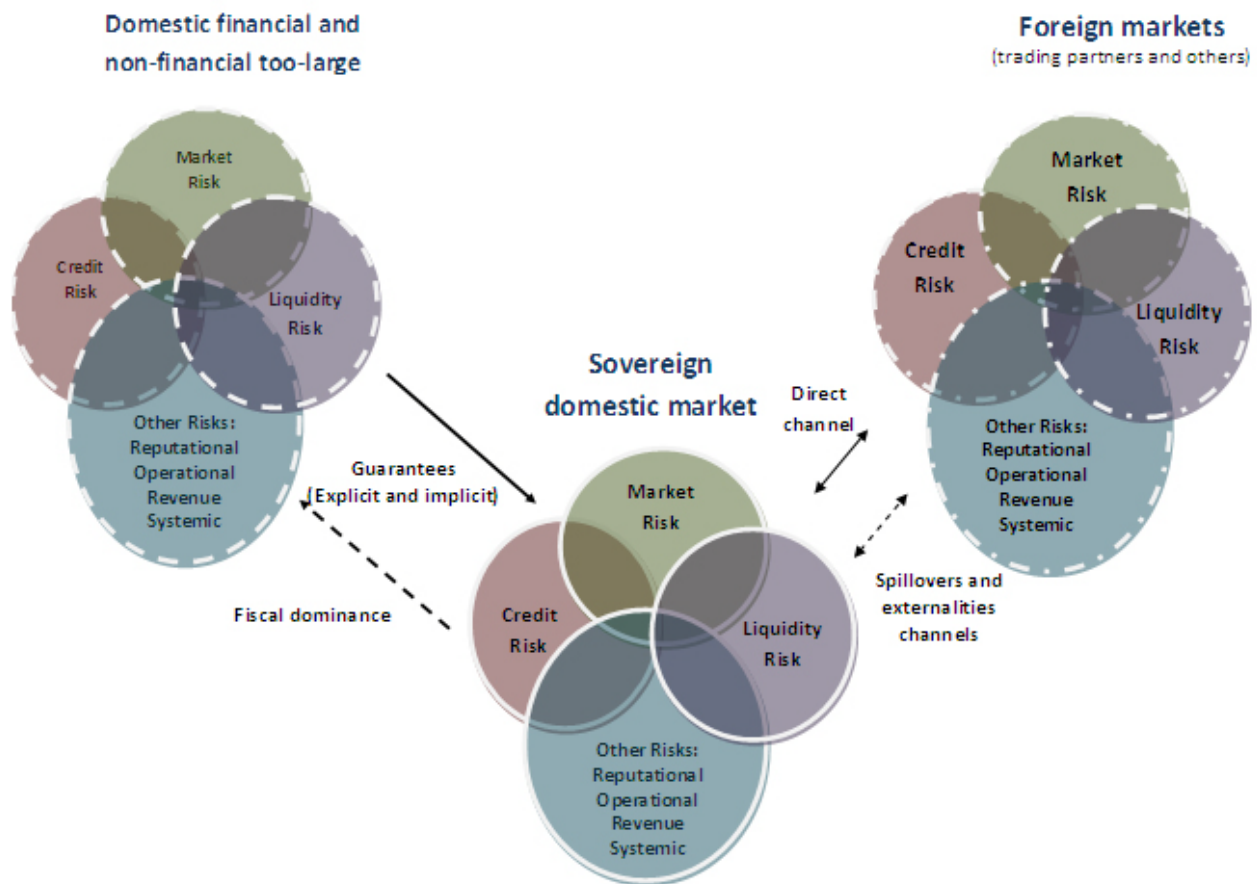 Domestic financial and
non-financial too-large
Foreign markets
(trading partners and others)
Market
Risk
Credit
Risk
Liquidity
Risk
Other Risks:
Reputational
Operational
Revenue
Systemic
Market
Risk
Credit
Risk
Liquidity
Risk
Other Risks:
Reputational
Operational
Revenue
Systemic
Sovereign
domestic market
Direct
channel
Guarantees
(Explicit and implicit)
Fiscal dominance
Spillovers and
externalities
channels
Market
Risk
Credit
Risk
Liquidity
Risk
Other Risks:
Reputational
Operational
Revenue
Systemic